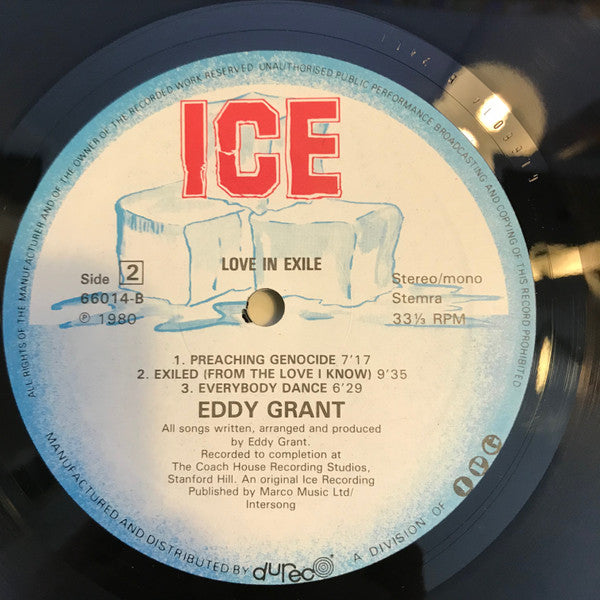 ICE
LOVE IN EXILE
Side 2
66014-B
℗ 1980
Stereo/mono
Stemra
33⅓ RPM
1. PREACHING GENOCIDE 7'17
2. EXILED (FROM THE LOVE I KNOW) 9'35
3. EVERYBODY DANCE 6'29
EDDY GRANT
All songs written, arranged and produced
by Eddy Grant.
Recorded to completion at
The Coach House Recording Studios,
Stanford Hill. An original Ice Recording
Published by Marco Music Ltd/
Intersong
ALL RIGHTS OF THE MANUFACTURER AND OF THE OWNER OF THE RECORDED WORK RESERVED. UNAUTHORISED PUBLIC PERFORMANCE BROADCASTING AND COPYING OF THIS RECORD PROHIBITED
MANUFACTURED AND DISTRIBUTED BY dureco A DIVISION OF